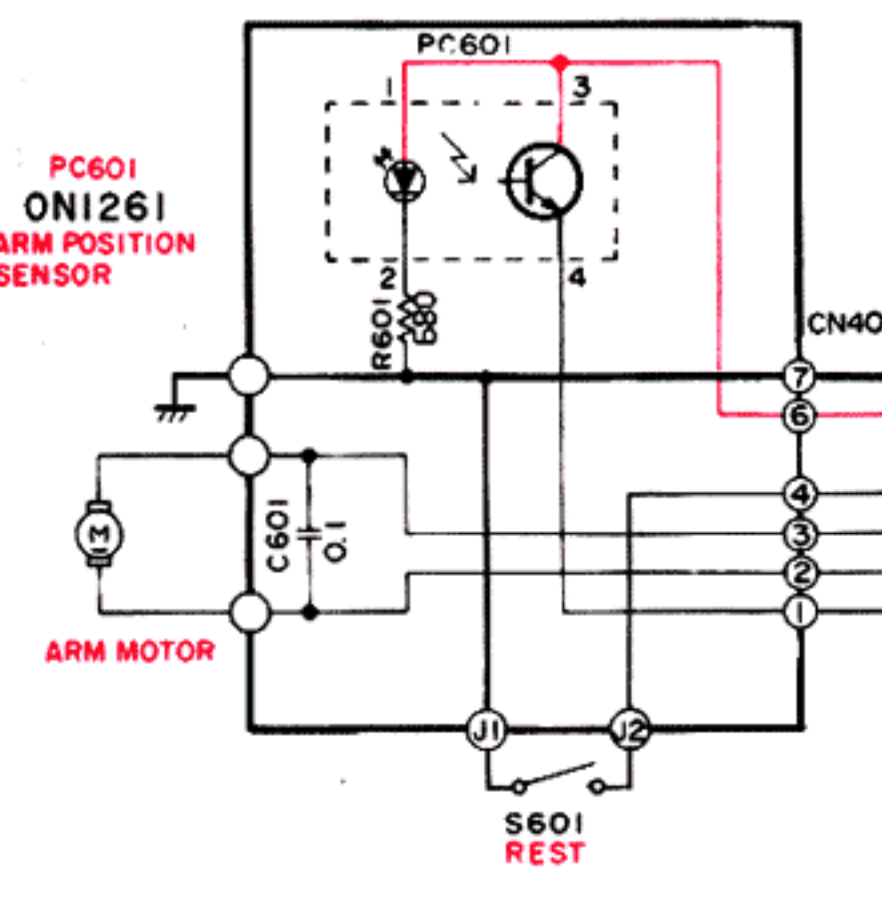 PC601
1
3
PC601
ON1261
ARM POSITION
SENSOR
2
4
R601
680
CN40
7
6
4
C601
0.1
M
3
2
1
ARM MOTOR
J1
J2
S601
REST